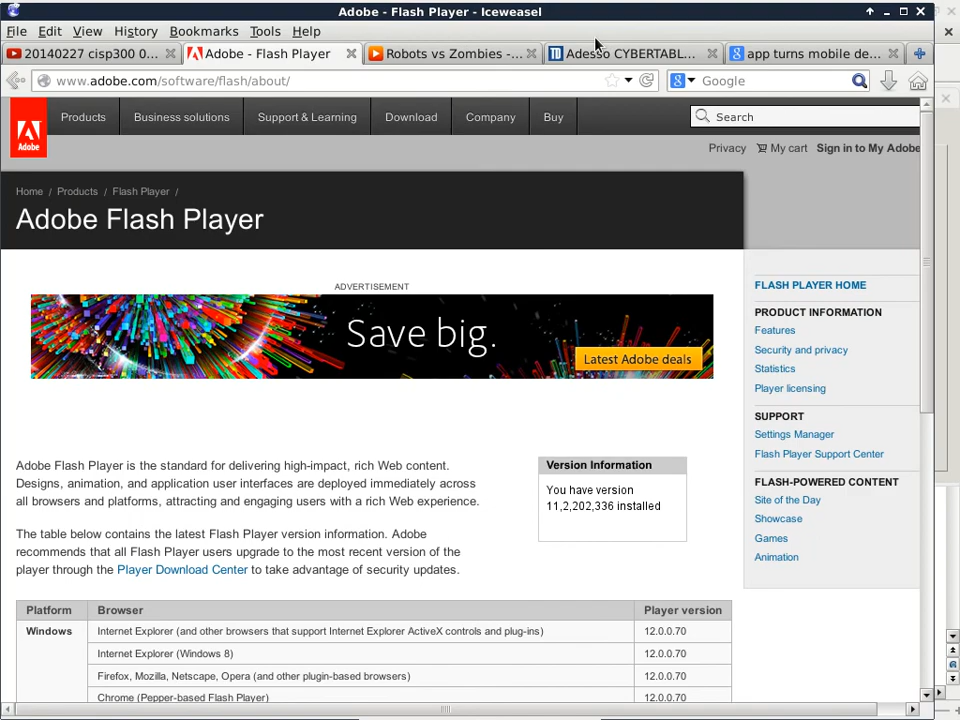 Adobe - Flash Player - Iceweasel
File Edit View History Bookmarks Tools Help
20140227 cisp300 0... Adobe - Flash Player Robots vs Zombies -... Adesso CYBERTABL... app turns mobile de...
www.adobe.com/software/flash/about/ Google
Adobe Products Business solutions Support & Learning Download Company Buy Search
Privacy My cart Sign in to My Adobe
Home / Products / Flash Player /
Adobe Flash Player
ADVERTISEMENT
Save big.
Latest Adobe deals
Adobe Flash Player is the standard for delivering high-impact, rich Web content.
Designs, animation, and application user interfaces are deployed immediately across
all browsers and platforms, attracting and engaging users with a rich Web experience.
The table below contains the latest Flash Player version information. Adobe
recommends that all Flash Player users upgrade to the most recent version of the
player through the Player Download Center to take advantage of security updates.
Version Information
You have version
11,2,202,336 installed
Platform Browser Player version
Windows Internet Explorer (and other browsers that support Internet Explorer ActiveX controls and plug-ins) 12.0.0.70
Internet Explorer (Windows 8) 12.0.0.70
Firefox, Mozilla, Netscape, Opera (and other plugin-based browsers) 12.0.0.70
Chrome (Pepper-based Flash Player) 12.0.0.70
FLASH PLAYER HOME
PRODUCT INFORMATION
Features
Security and privacy
Statistics
Player licensing
SUPPORT
Settings Manager
Flash Player Support Center
FLASH-POWERED CONTENT
Site of the Day
Showcase
Games
Animation